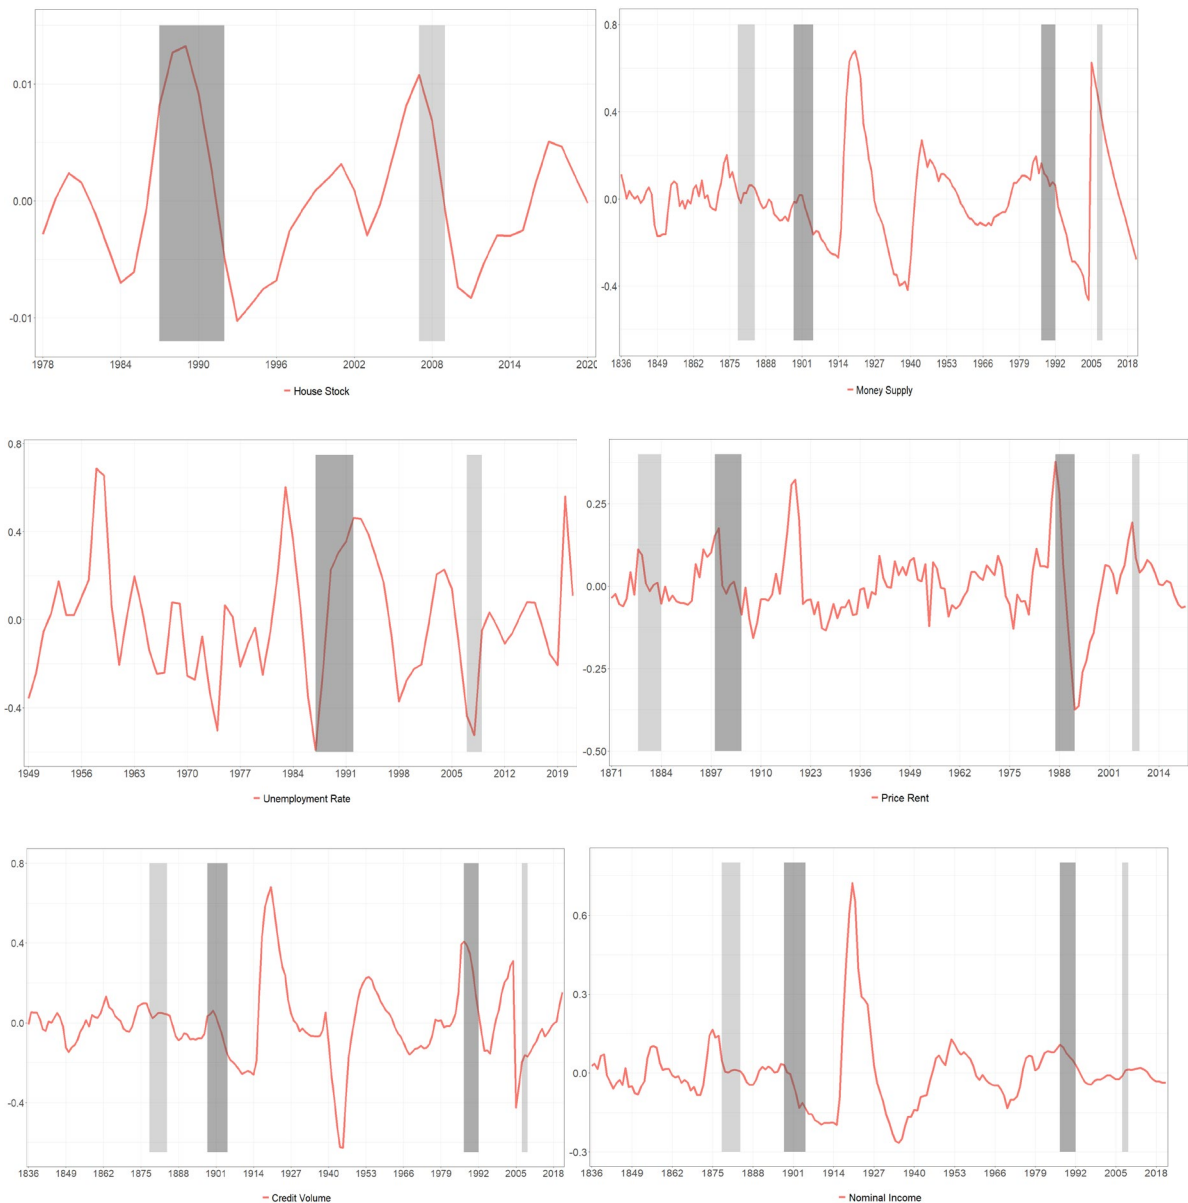 0.01
0.00
-0.01
1978 1984 1990 1996 2002 2008 2014 2020
House Stock
0.8
0.4
0.0
-0.4
1836 1849 1862 1875 1888 1901 1914 1927 1940 1953 1966 1979 1992 2005 2018
Money Supply
0.8
0.4
0.0
-0.4
1949 1956 1963 1970 1977 1984 1991 1998 2005 2012 2019
Unemployment Rate
0.25
0.00
-0.25
-0.50
1871 1884 1897 1910 1923 1936 1949 1962 1975 1988 2001 2014
Price Rent
0.8
0.4
0.0
-0.4
1836 1849 1862 1875 1888 1901 1914 1927 1940 1953 1966 1979 1992 2005 2018
Credit Volume
0.6
0.3
0.0
-0.3
1836 1849 1862 1875 1888 1901 1914 1927 1940 1953 1966 1979 1992 2005 2018
Nominal Income